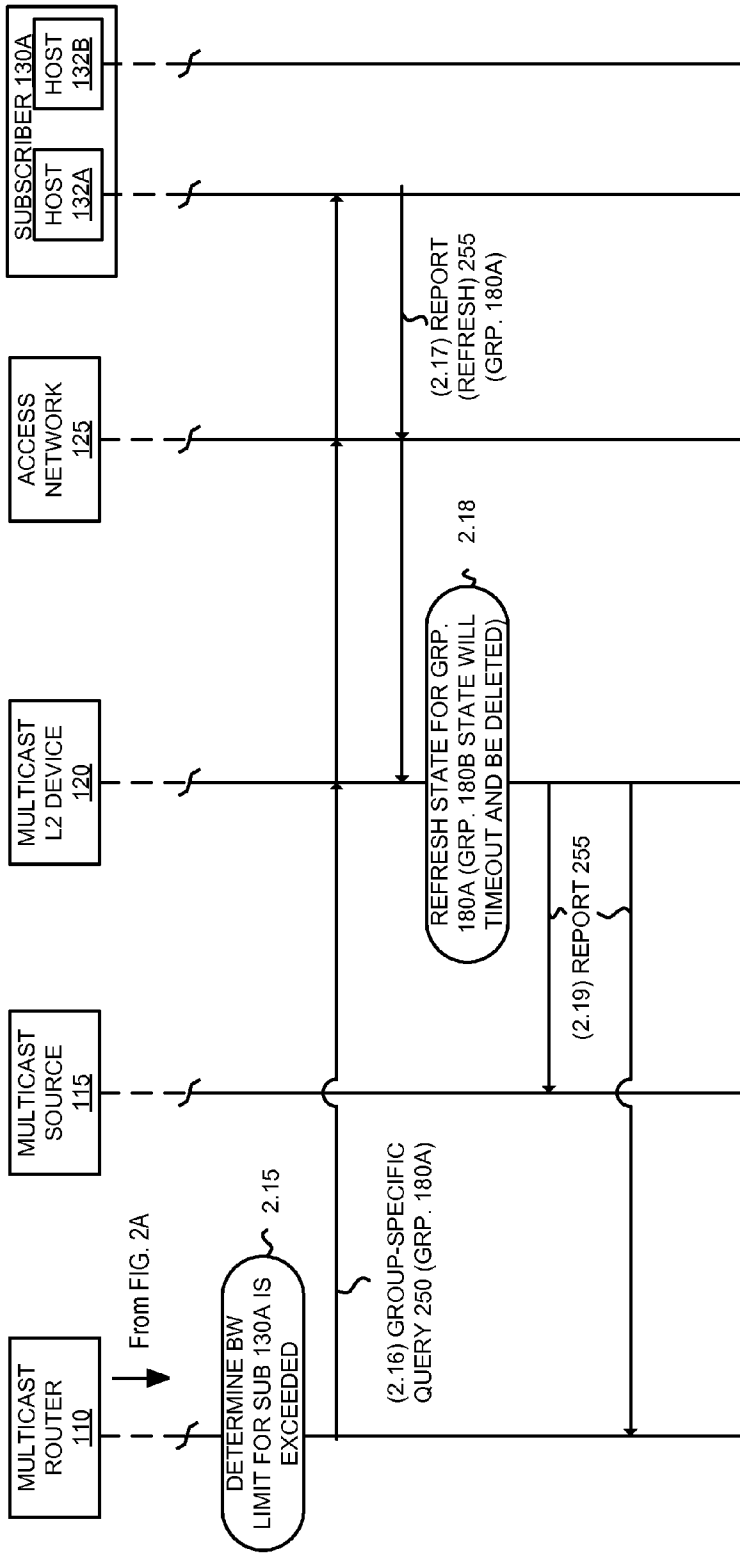 MULTICAST
ROUTER
110
MULTICAST
SOURCE
115
MULTICAST
L2 DEVICE
120
ACCESS
NETWORK
125
SUBSCRIBER 130A
HOST
132A
HOST
132B
From FIG. 2A
DETERMINE BW
LIMIT FOR SUB 130A IS
EXCEEDED
2.15
(2.16) GROUP-SPECIFIC
QUERY 250 (GRP. 180A)
(2.17) REPORT
(REFRESH) 255
(GRP. 180A)
REFRESH STATE FOR GRP.
180A (GRP. 180B STATE WILL
TIMEOUT AND BE DELETED)
2.18
(2.19) REPORT 255